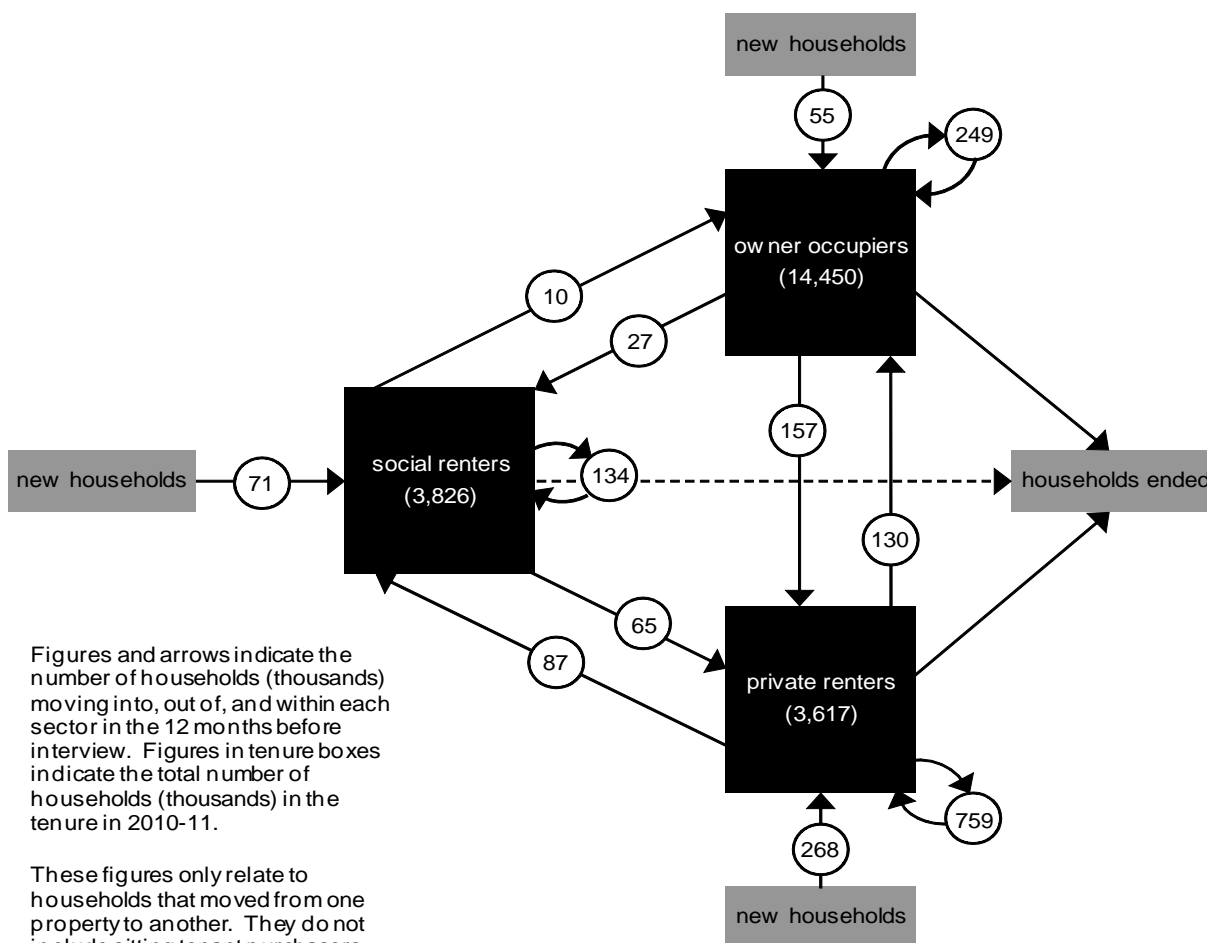 new households
55
249
owner occupiers
(14,450)
10
27
157
social renters
(3,826)
134
new households
71
households ended
130
65
87
private renters
(3,617)
759
268
new households
Figures and arrows indicate the
number of households (thousands)
moving into, out of, and within each
sector in the 12 months before
interview. Figures in tenure boxes
indicate the total number of
households (thousands) in the
tenure in 2010-11.
These figures only relate to
households that moved from one
property to another. They do not
include sitting tenant purchasers